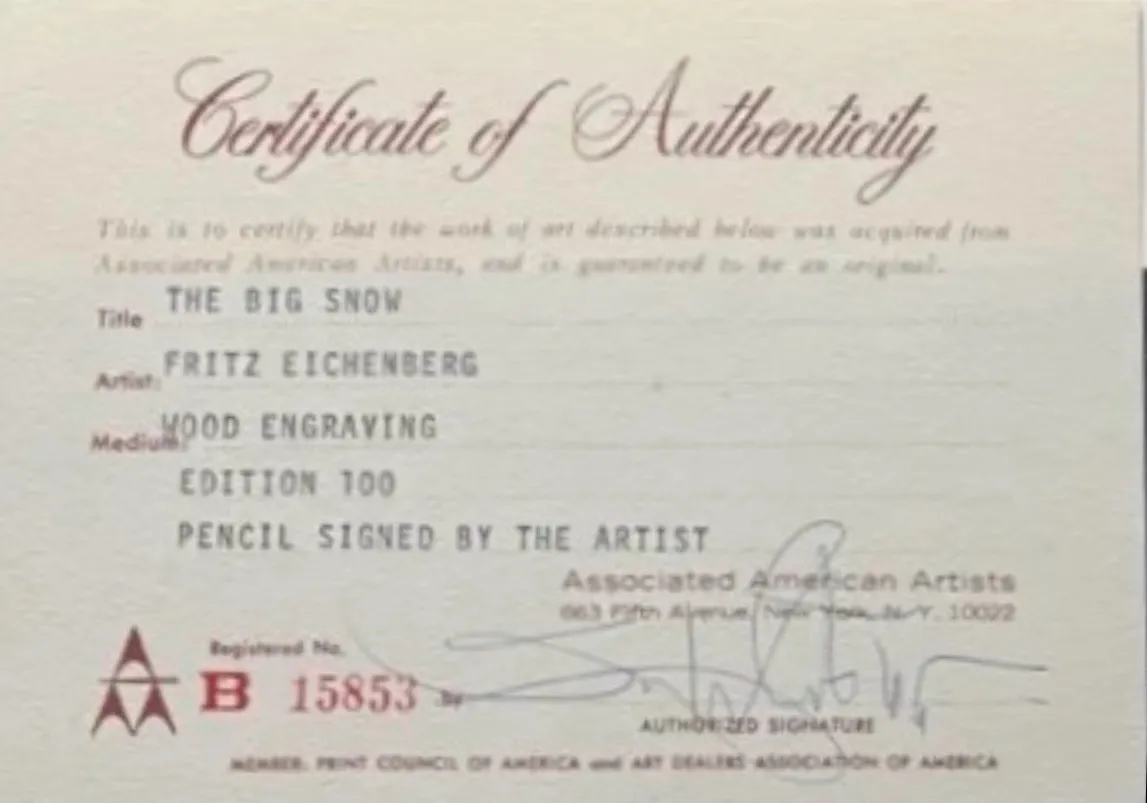 Certificate of Authenticity
This is to certify that the work of art described below was acquired from
Associated American Artists, and is guaranteed to be an original.
Title THE BIG SNOW
Artist: FRITZ EICHENBERG
Medium: WOOD ENGRAVING
EDITION 100
PENCIL SIGNED BY THE ARTIST
Associated American Artists
663 Fifth Avenue, New York, N. Y. 10022
Registered No.
B 15853 by
AUTHORIZED SIGNATURE
MEMBER: PRINT COUNCIL OF AMERICA and ART DEALERS ASSOCIATION OF AMERICA